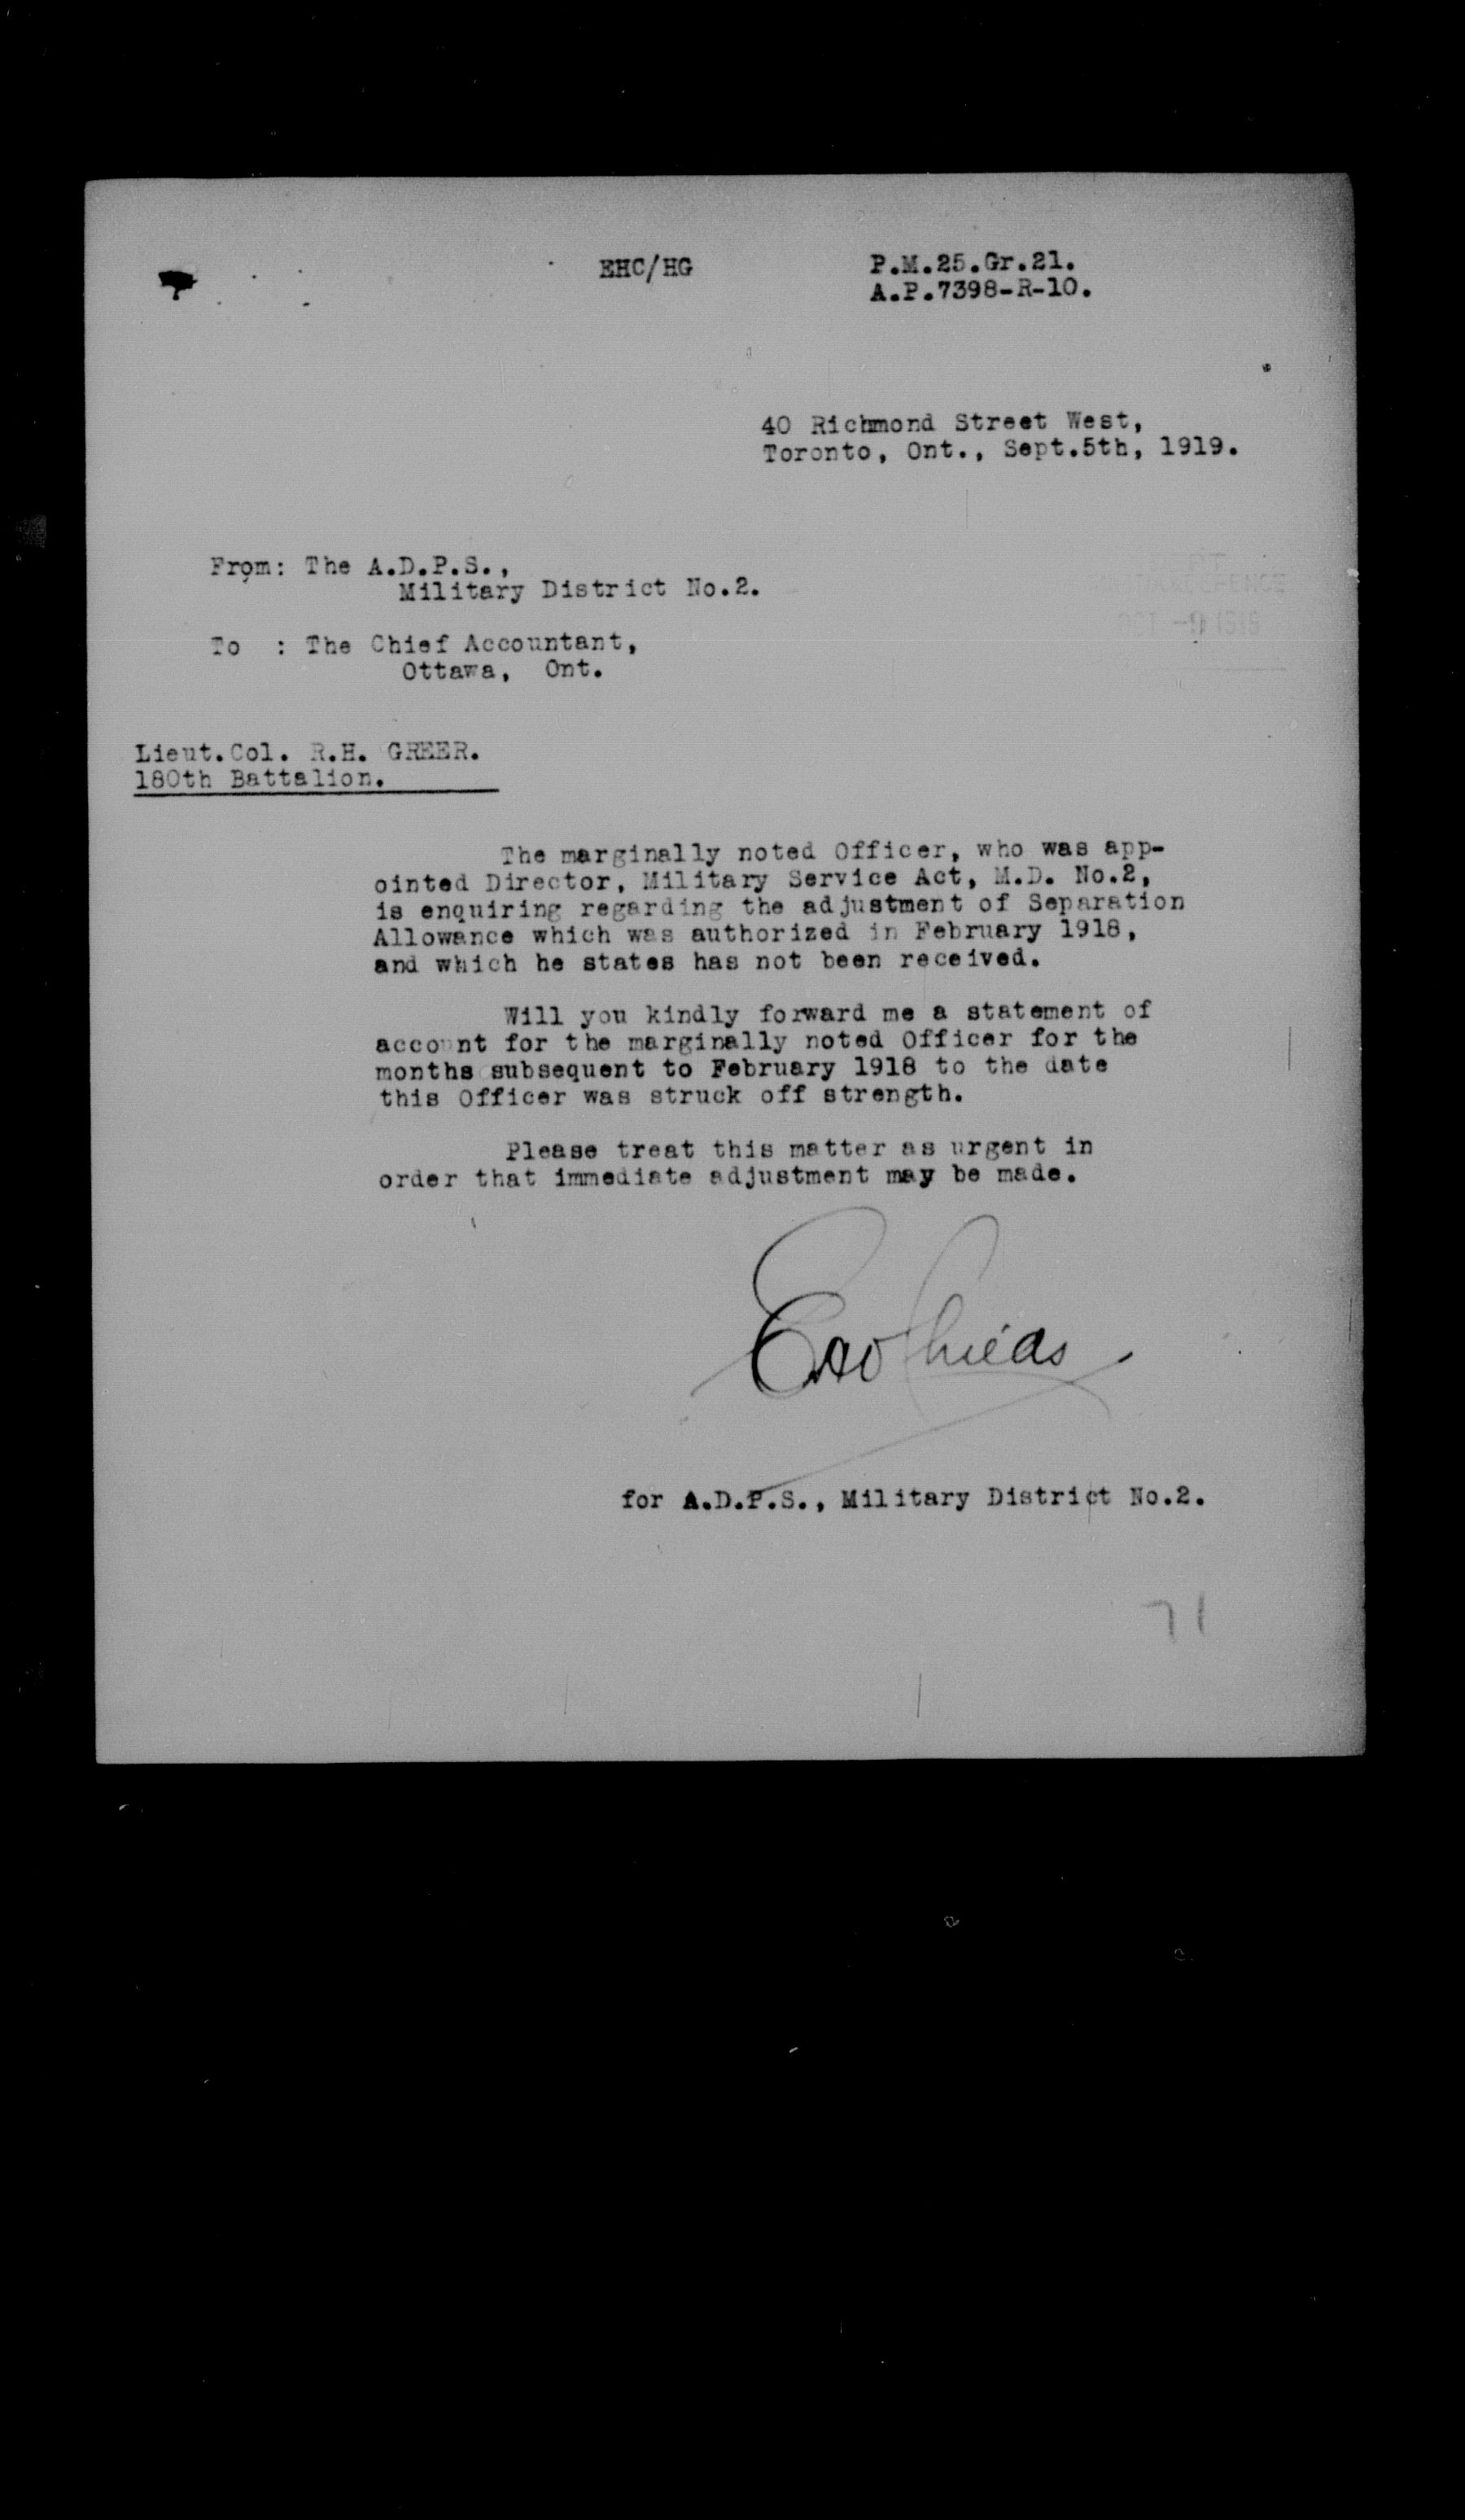 EHC/HG
P.M.25.Gr.21.
A.P.7398-R-10.
40 Richmond Street West,
Toronto, Ont., Sept.5th, 1919.
From: The A.D.P.S.,
Military District No.2.
To : The Chief Accountant,
Ottawa, Ont.
OCT -9 1919
Lieut.Col. R.H. GREER.
180th Battalion.
The marginally noted Officer, who was app-
ointed Director, Military Service Act, M.D. No.2,
is enquiring regarding the adjustment of Separation
Allowance which was authorized in February 1918,
and which he states has not been received.
Will you kindly forward me a statement of
account for the marginally noted Officer for the
months subsequent to February 1918 to the date
this Officer was struck off strength.
Please treat this matter as urgent in
order that immediate adjustment may be made.
for A.D.P.S., Military District No.2.
71